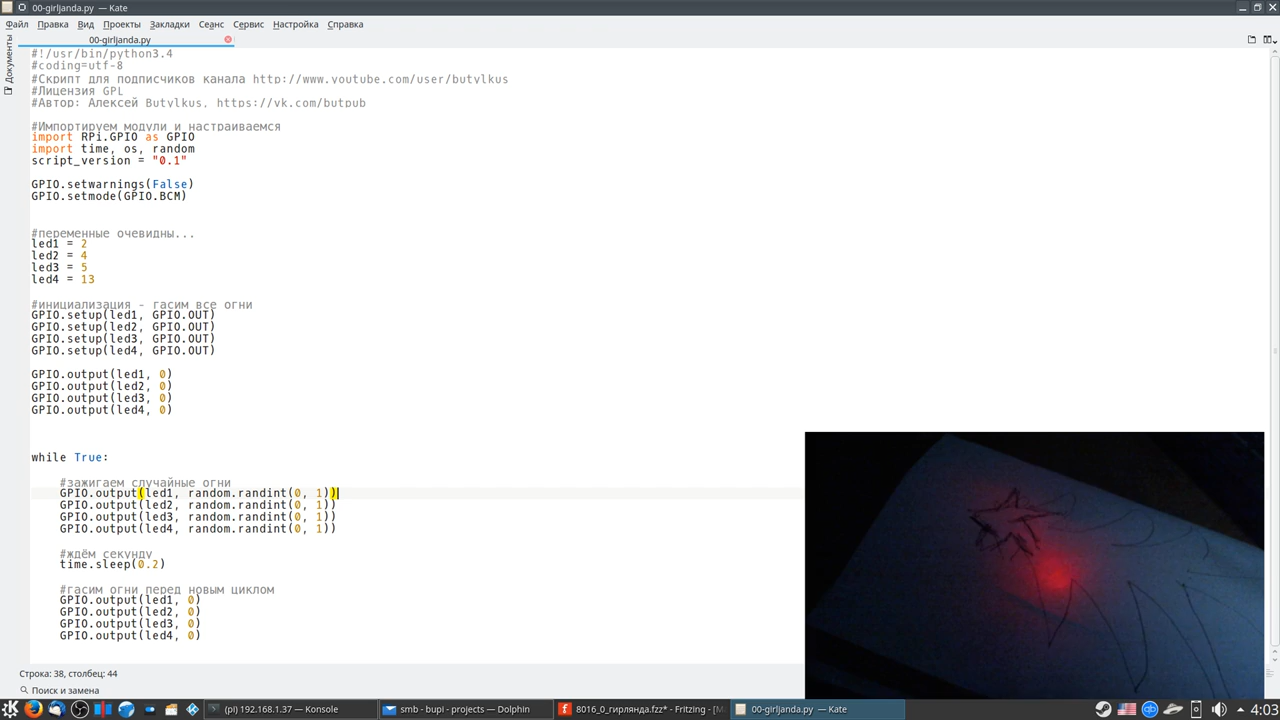 00-girljanda.py — Kate
Файл Правка Вид Проекты Закладки Сеанс Сервис Настройка Справка
00-girljanda.py
Документы
#!/usr/bin/python3.4
#coding=utf-8
#Скрипт для подписчиков канала http://www.youtube.com/user/butylkus
#Лицензия GPL
#Автор: Алексей Butylkus, https://vk.com/butpub
#Импортируем модули и настраиваемся
import RPi.GPIO as GPIO
import time, os, random
script_version = "0.1"
GPIO.setwarnings(False)
GPIO.setmode(GPIO.BCM)
#переменные очевидны...
led1 = 2
led2 = 4
led3 = 5
led4 = 13
#инициализация - гасим все огни
GPIO.setup(led1, GPIO.OUT)
GPIO.setup(led2, GPIO.OUT)
GPIO.setup(led3, GPIO.OUT)
GPIO.setup(led4, GPIO.OUT)
GPIO.output(led1, 0)
GPIO.output(led2, 0)
GPIO.output(led3, 0)
GPIO.output(led4, 0)
while True:
#зажигаем случайные огни
GPIO.output(led1, random.randint(0, 1))
GPIO.output(led2, random.randint(0, 1))
GPIO.output(led3, random.randint(0, 1))
GPIO.output(led4, random.randint(0, 1))
#ждём секунду
time.sleep(0.2)
#гасим огни перед новым циклом
GPIO.output(led1, 0)
GPIO.output(led2, 0)
GPIO.output(led3, 0)
GPIO.output(led4, 0)
Строка: 38, столбец: 44
Поиск и замена
(pi) 192.168.1.37 — Konsole
smb - bupi - projects — Dolphin
8016_0_гирлянда.fzz* - Fritzing - [М
00-girljanda.py — Kate
4:03